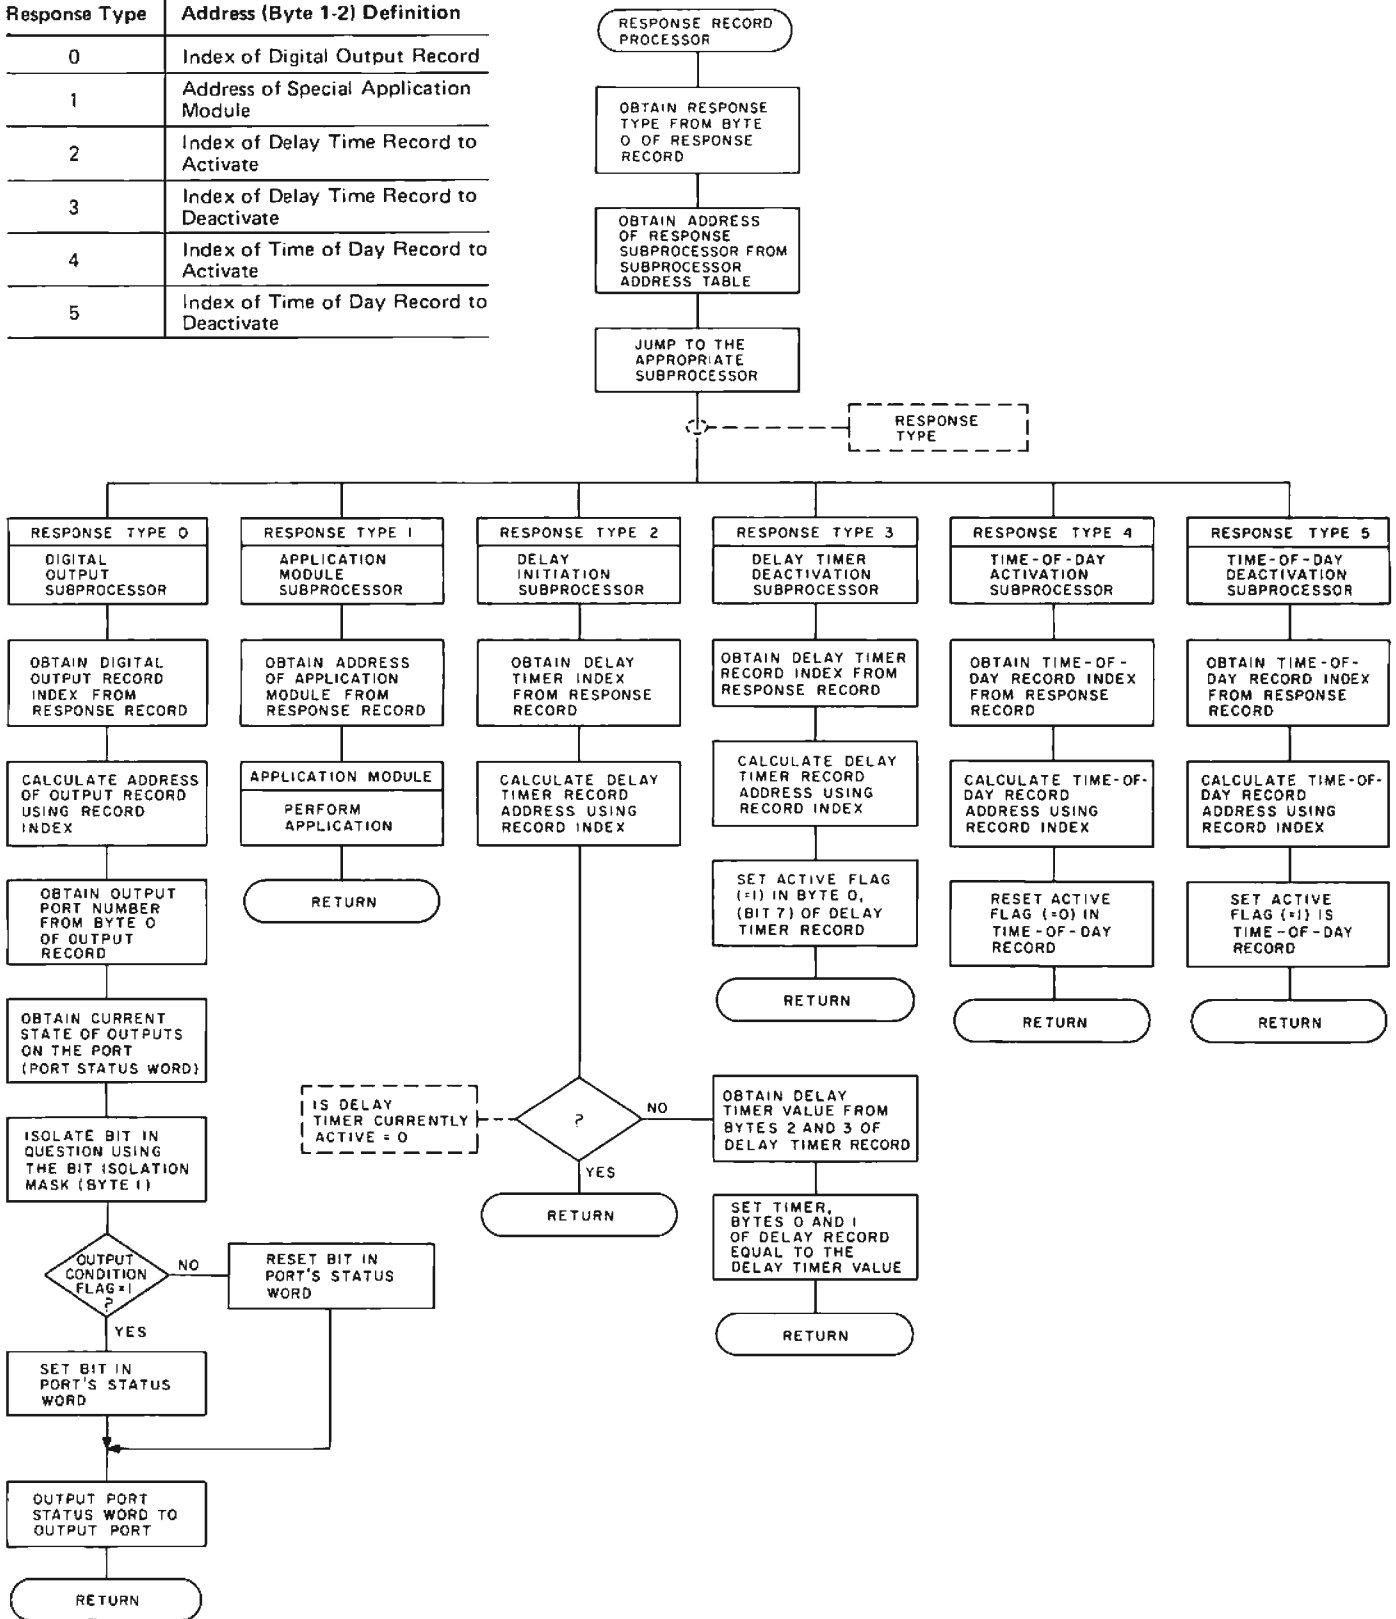 Response Type Address (Byte 1-2) Definition
0 Index of Digital Output Record
1 Address of Special Application
Module
2 Index of Delay Time Record to
Activate
3 Index of Delay Time Record to
Deactivate
4 Index of Time of Day Record to
Activate
5 Index of Time of Day Record to
Deactivate
RESPONSE RECORD
PROCESSOR
OBTAIN RESPONSE
TYPE FROM BYTE
0 OF RESPONSE
RECORD
OBTAIN ADDRESS
OF RESPONSE
SUBPROCESSOR FROM
SUBPROCESSOR
ADDRESS TABLE
JUMP TO THE
APPROPRIATE
SUBPROCESSOR
RESPONSE
TYPE
RESPONSE TYPE 0
DIGITAL
OUTPUT
SUBPROCESSOR
OBTAIN DIGITAL
OUTPUT RECORD
INDEX FROM
RESPONSE RECORD
CALCULATE ADDRESS
OF OUTPUT RECORD
USING RECORD
INDEX
OBTAIN OUTPUT
PORT NUMBER
FROM BYTE 0
OF OUTPUT
RECORD
OBTAIN CURRENT
STATE OF OUTPUTS
ON THE PORT
(PORT STATUS WORD)
ISOLATE BIT IN
QUESTION USING
THE BIT ISOLATION
MASK (BYTE 1)
OUTPUT
CONDITION
FLAG=1
?
NO
RESET BIT IN
PORT'S STATUS
WORD
YES
SET BIT IN
PORT'S STATUS
WORD
OUTPUT PORT
STATUS WORD TO
OUTPUT PORT
RETURN
RESPONSE TYPE 1
APPLICATION
MODULE
SUBPROCESSOR
OBTAIN ADDRESS
OF APPLICATION
MODULE FROM
RESPONSE RECORD
APPLICATION MODULE
PERFORM
APPLICATION
RETURN
RESPONSE TYPE 2
DELAY
INITIATION
SUBPROCESSOR
OBTAIN DELAY
TIMER INDEX
FROM RESPONSE
RECORD
CALCULATE DELAY
TIMER RECORD
ADDRESS USING
RECORD INDEX
IS DELAY
TIMER CURRENTLY
ACTIVE = 0
?
NO
YES
RETURN
OBTAIN DELAY
TIMER VALUE FROM
BYTES 2 AND 3 OF
DELAY TIMER RECORD
SET TIMER,
BYTES 0 AND 1
OF DELAY RECORD
EQUAL TO THE
DELAY TIMER VALUE
RETURN
RESPONSE TYPE 3
DELAY TIMER
DEACTIVATION
SUBPROCESSOR
OBTAIN DELAY TIMER
RECORD INDEX FROM
RESPONSE RECORD
CALCULATE DELAY
TIMER RECORD
ADDRESS USING
RECORD INDEX
SET ACTIVE FLAG
(=1) IN BYTE 0,
(BIT 7) OF DELAY
TIMER RECORD
RETURN
RESPONSE TYPE 4
TIME-OF-DAY
ACTIVATION
SUBPROCESSOR
OBTAIN TIME-OF-
DAY RECORD INDEX
FROM RESPONSE
RECORD
CALCULATE TIME-OF-
DAY RECORD
ADDRESS USING
RECORD INDEX
RESET ACTIVE
FLAG (=0) IN
TIME-OF-DAY
RECORD
RETURN
RESPONSE TYPE 5
TIME-OF-DAY
DEACTIVATION
SUBPROCESSOR
OBTAIN TIME-OF-
DAY RECORD INDEX
FROM RESPONSE
RECORD
CALCULATE TIME-OF-
DAY RECORD
ADDRESS USING
RECORD INDEX
SET ACTIVE
FLAG (=1) IS
TIME-OF-DAY
RECORD
RETURN